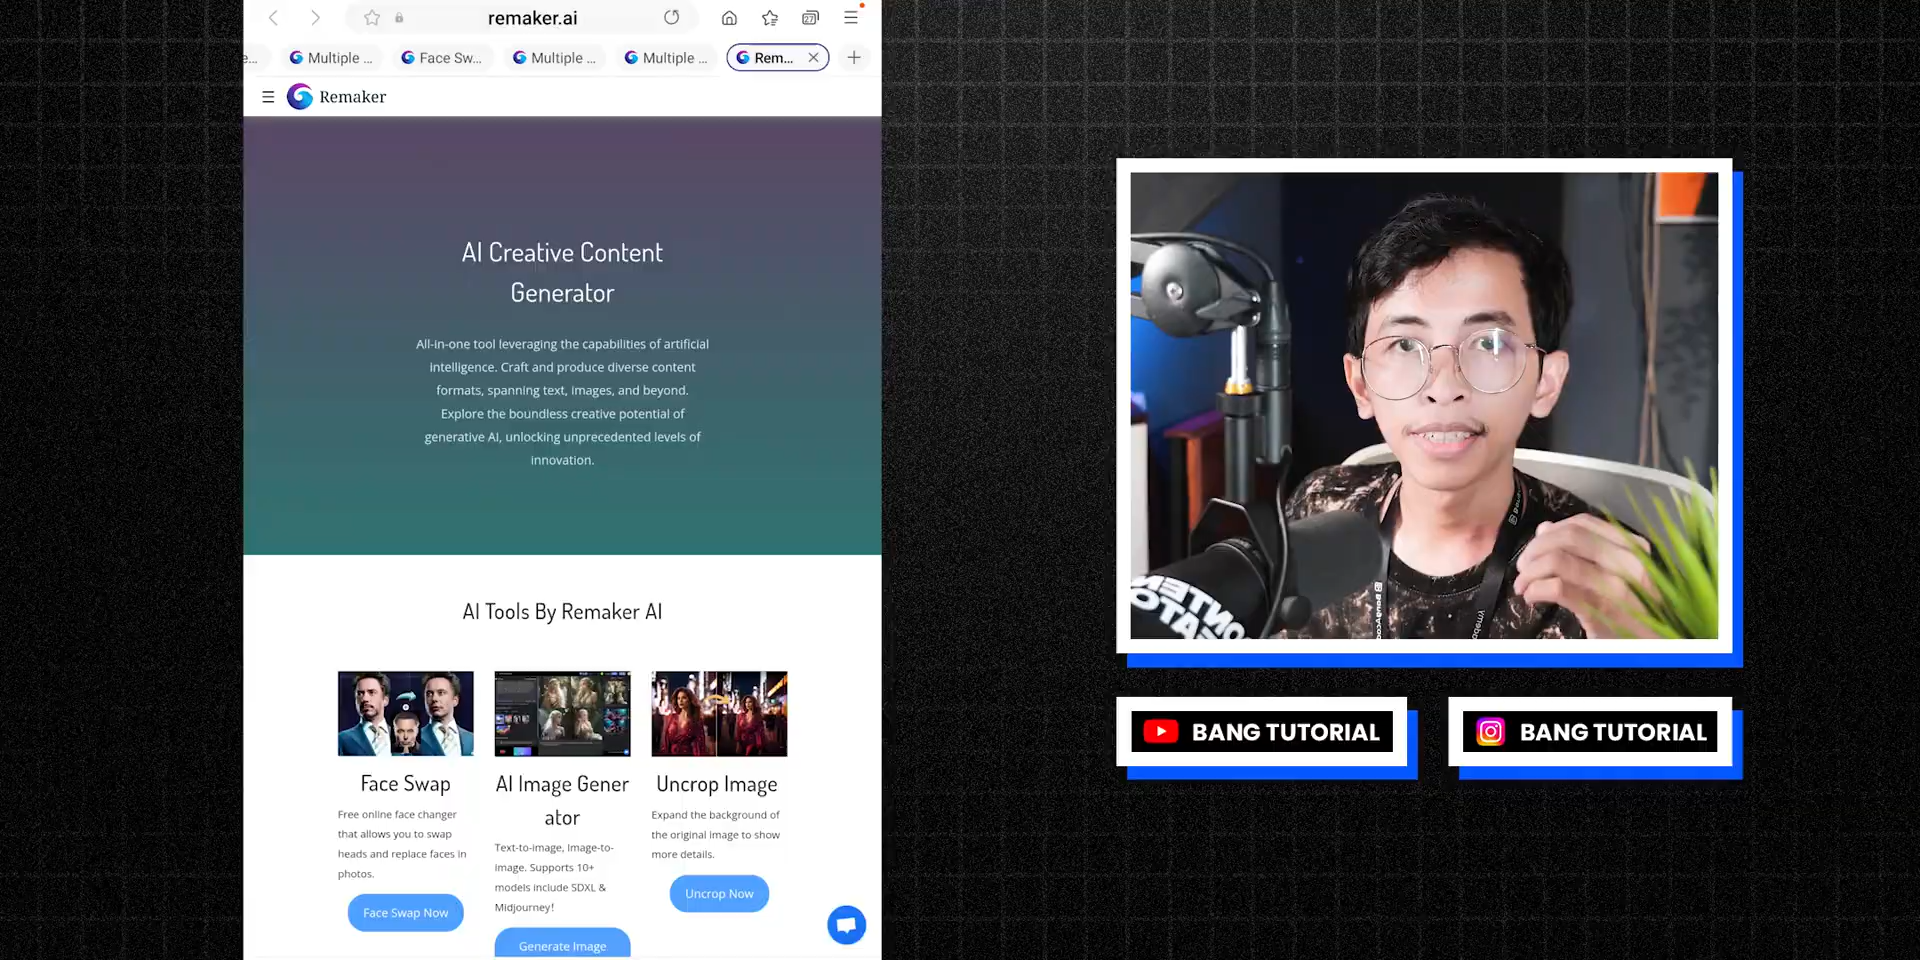 remaker.ai
27
e...
Multiple ...
Face Sw...
Multiple ...
Multiple ...
Rem...
Remaker
AI Creative Content
Generator
All-in-one tool leveraging the capabilities of artificial
intelligence. Craft and produce diverse content
formats, spanning text, images, and beyond.
Explore the boundless creative potential of
generative AI, unlocking unprecedented levels of
innovation.
AI Tools By Remaker AI
Face Swap
Free online face changer
that allows you to swap
heads and replace faces in
photos.
Face Swap Now
AI Image Gener
ator
Text-to-image, Image-to-
image. Supports 10+
models include SDXL &
Midjourney!
Generate Image
Uncrop Image
Expand the background of
the original image to show
more details.
Uncrop Now
BANG TUTORIAL
BANG TUTORIAL